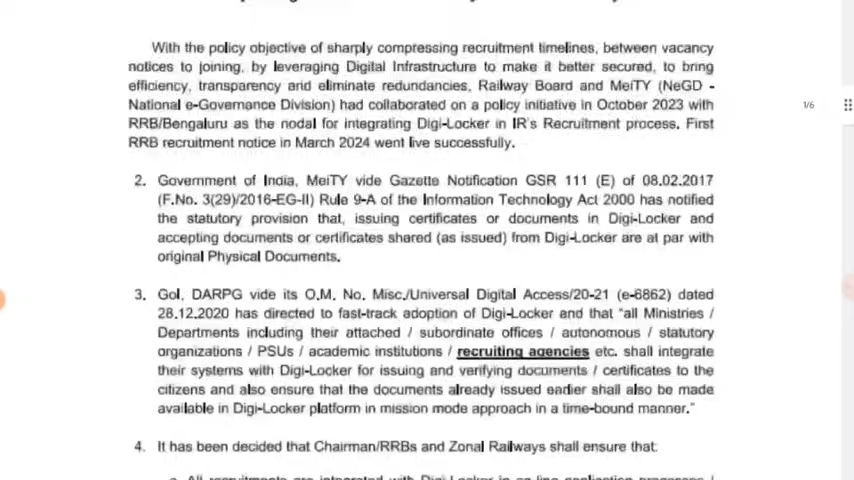 With the policy objective of sharply compressing recruitment timelines, between vacancy
notices to joining, by leveraging Digital Infrastructure to make it better secured, to bring
efficiency, transparency and eliminate redundancies, Railway Board and MeiTY (NeGD -
National e-Governance Division) had collaborated on a policy initiative in October 2023 with
RRB/Bengaluru as the nodal for integrating Digi-Locker in IR's Recruitment process. First
RRB recruitment notice in March 2024 went live successfully.
1/6
2. Government of India, MeiTY vide Gazette Notification GSR 111 (E) of 08.02.2017
(F.No. 3(29)/2016-EG-II) Rule 9-A of the Information Technology Act 2000 has notified
the statutory provision that, issuing certificates or documents in Digi-Locker and
accepting documents or certificates shared (as issued) from Digi-Locker are at par with
original Physical Documents.
3. GoI, DARPG vide its O.M. No. Misc./Universal Digital Access/20-21 (e-6862) dated
28.12.2020 has directed to fast-track adoption of Digi-Locker and that "all Ministries /
Departments including their attached / subordinate offices / autonomous / statutory
organizations / PSUs / academic institutions / recruiting agencies etc. shall integrate
their systems with Digi-Locker for issuing and verifying documents / certificates to the
citizens and also ensure that the documents already issued earlier shall also be made
available in Digi-Locker platform in mission mode approach in a time-bound manner."
4. It has been decided that Chairman/RRBs and Zonal Railways shall ensure that:
a. All recruitments are integrated with Digi-Locker in on-line application processes /